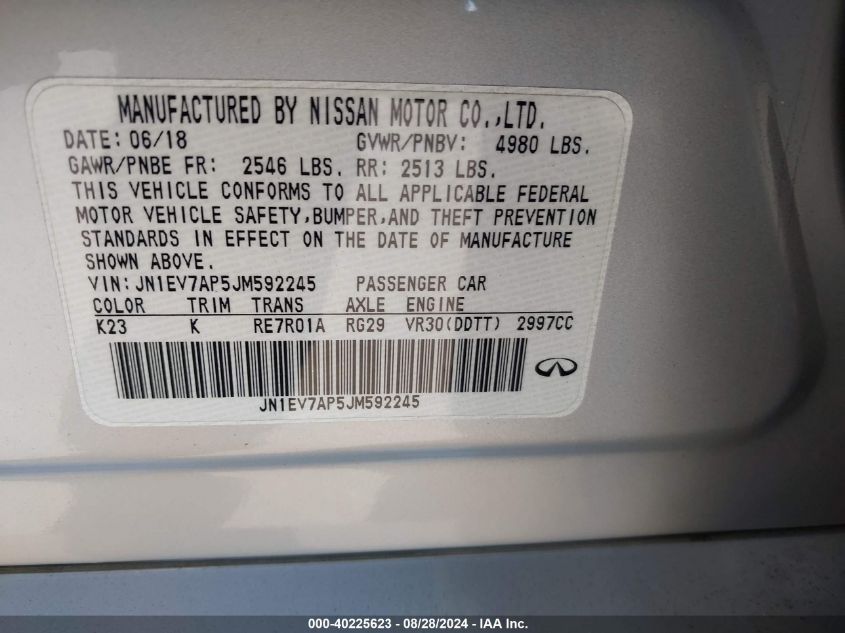 MANUFACTURED BY NISSAN MOTOR CO.,LTD.
DATE: 06/18 GVWR/PNBV: 4980 LBS.
GAWR/PNBE FR: 2546 LBS. RR: 2513 LBS.
THIS VEHICLE CONFORMS TO ALL APPLICABLE FEDERAL
MOTOR VEHICLE SAFETY,BUMPER,AND THEFT PREVENTION
STANDARDS IN EFFECT ON THE DATE OF MANUFACTURE
SHOWN ABOVE.
VIN:JN1EV7AP5JM592245 PASSENGER CAR
COLOR TRIM TRANS AXLE ENGINE
K23 K RE7R01A RG29 VR30(DDTT) 2997CC
JN1EV7AP5JM592245
000-40225623 - 08/28/2024 - IAA Inc.